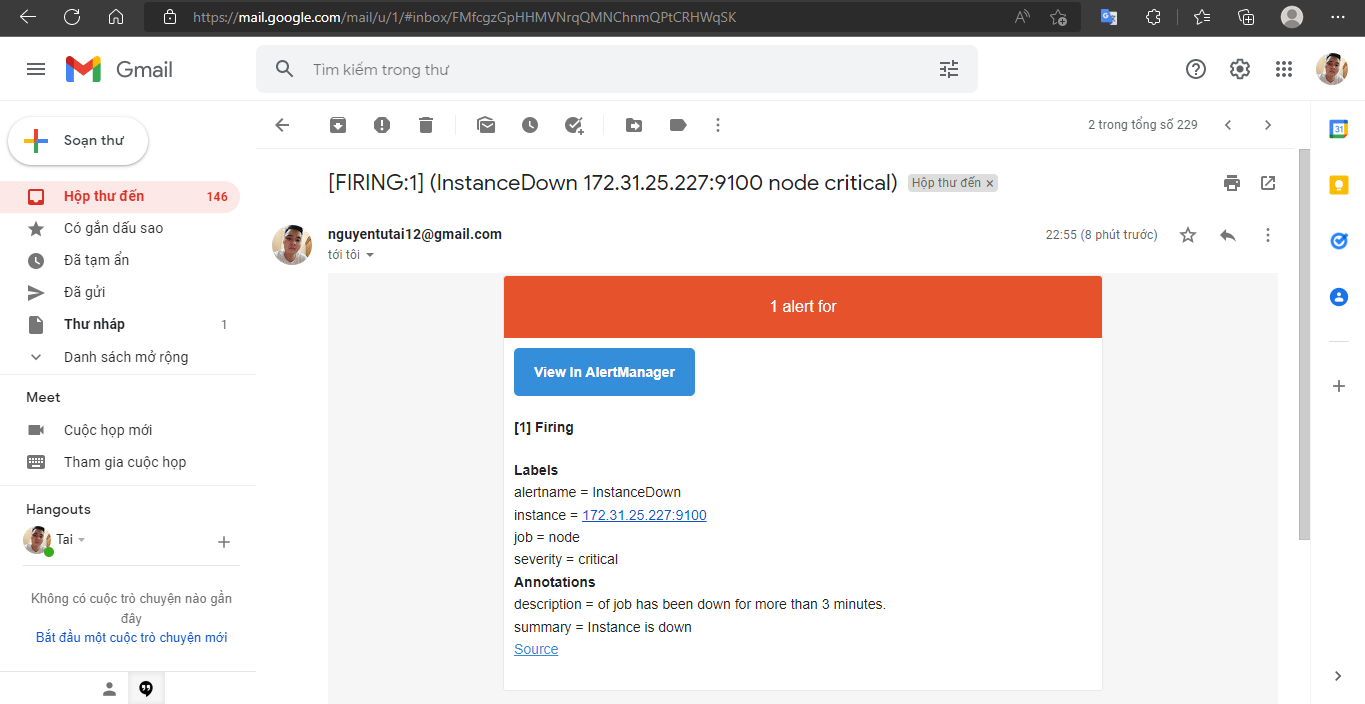 https://mail.google.com/mail/u/1/#inbox/FMfcgzGpHHMVNrqQMNChnmQPtCRHWqSK
Gmail
Tìm kiếm trong thư
Soạn thư
2 trong tổng số 229
Hộp thư đến 146
Có gắn dấu sao
Đã tạm ẩn
Đã gửi
Thư nháp 1
Danh sách mở rộng
Meet
Cuộc họp mới
Tham gia cuộc họp
Hangouts
Tai
Không có cuộc trò chuyện nào gần
đây
Bắt đầu một cuộc trò chuyện mới
[FIRING:1] (InstanceDown 172.31.25.227:9100 node critical) Hộp thư đến ×
nguyentutai12@gmail.com 22:55 (8 phút trước)
tới tôi
1 alert for
View In AlertManager
[1] Firing
Labels
alertname = InstanceDown
instance = 172.31.25.227:9100
job = node
severity = critical
Annotations
description = of job has been down for more than 3 minutes.
summary = Instance is down
Source
31